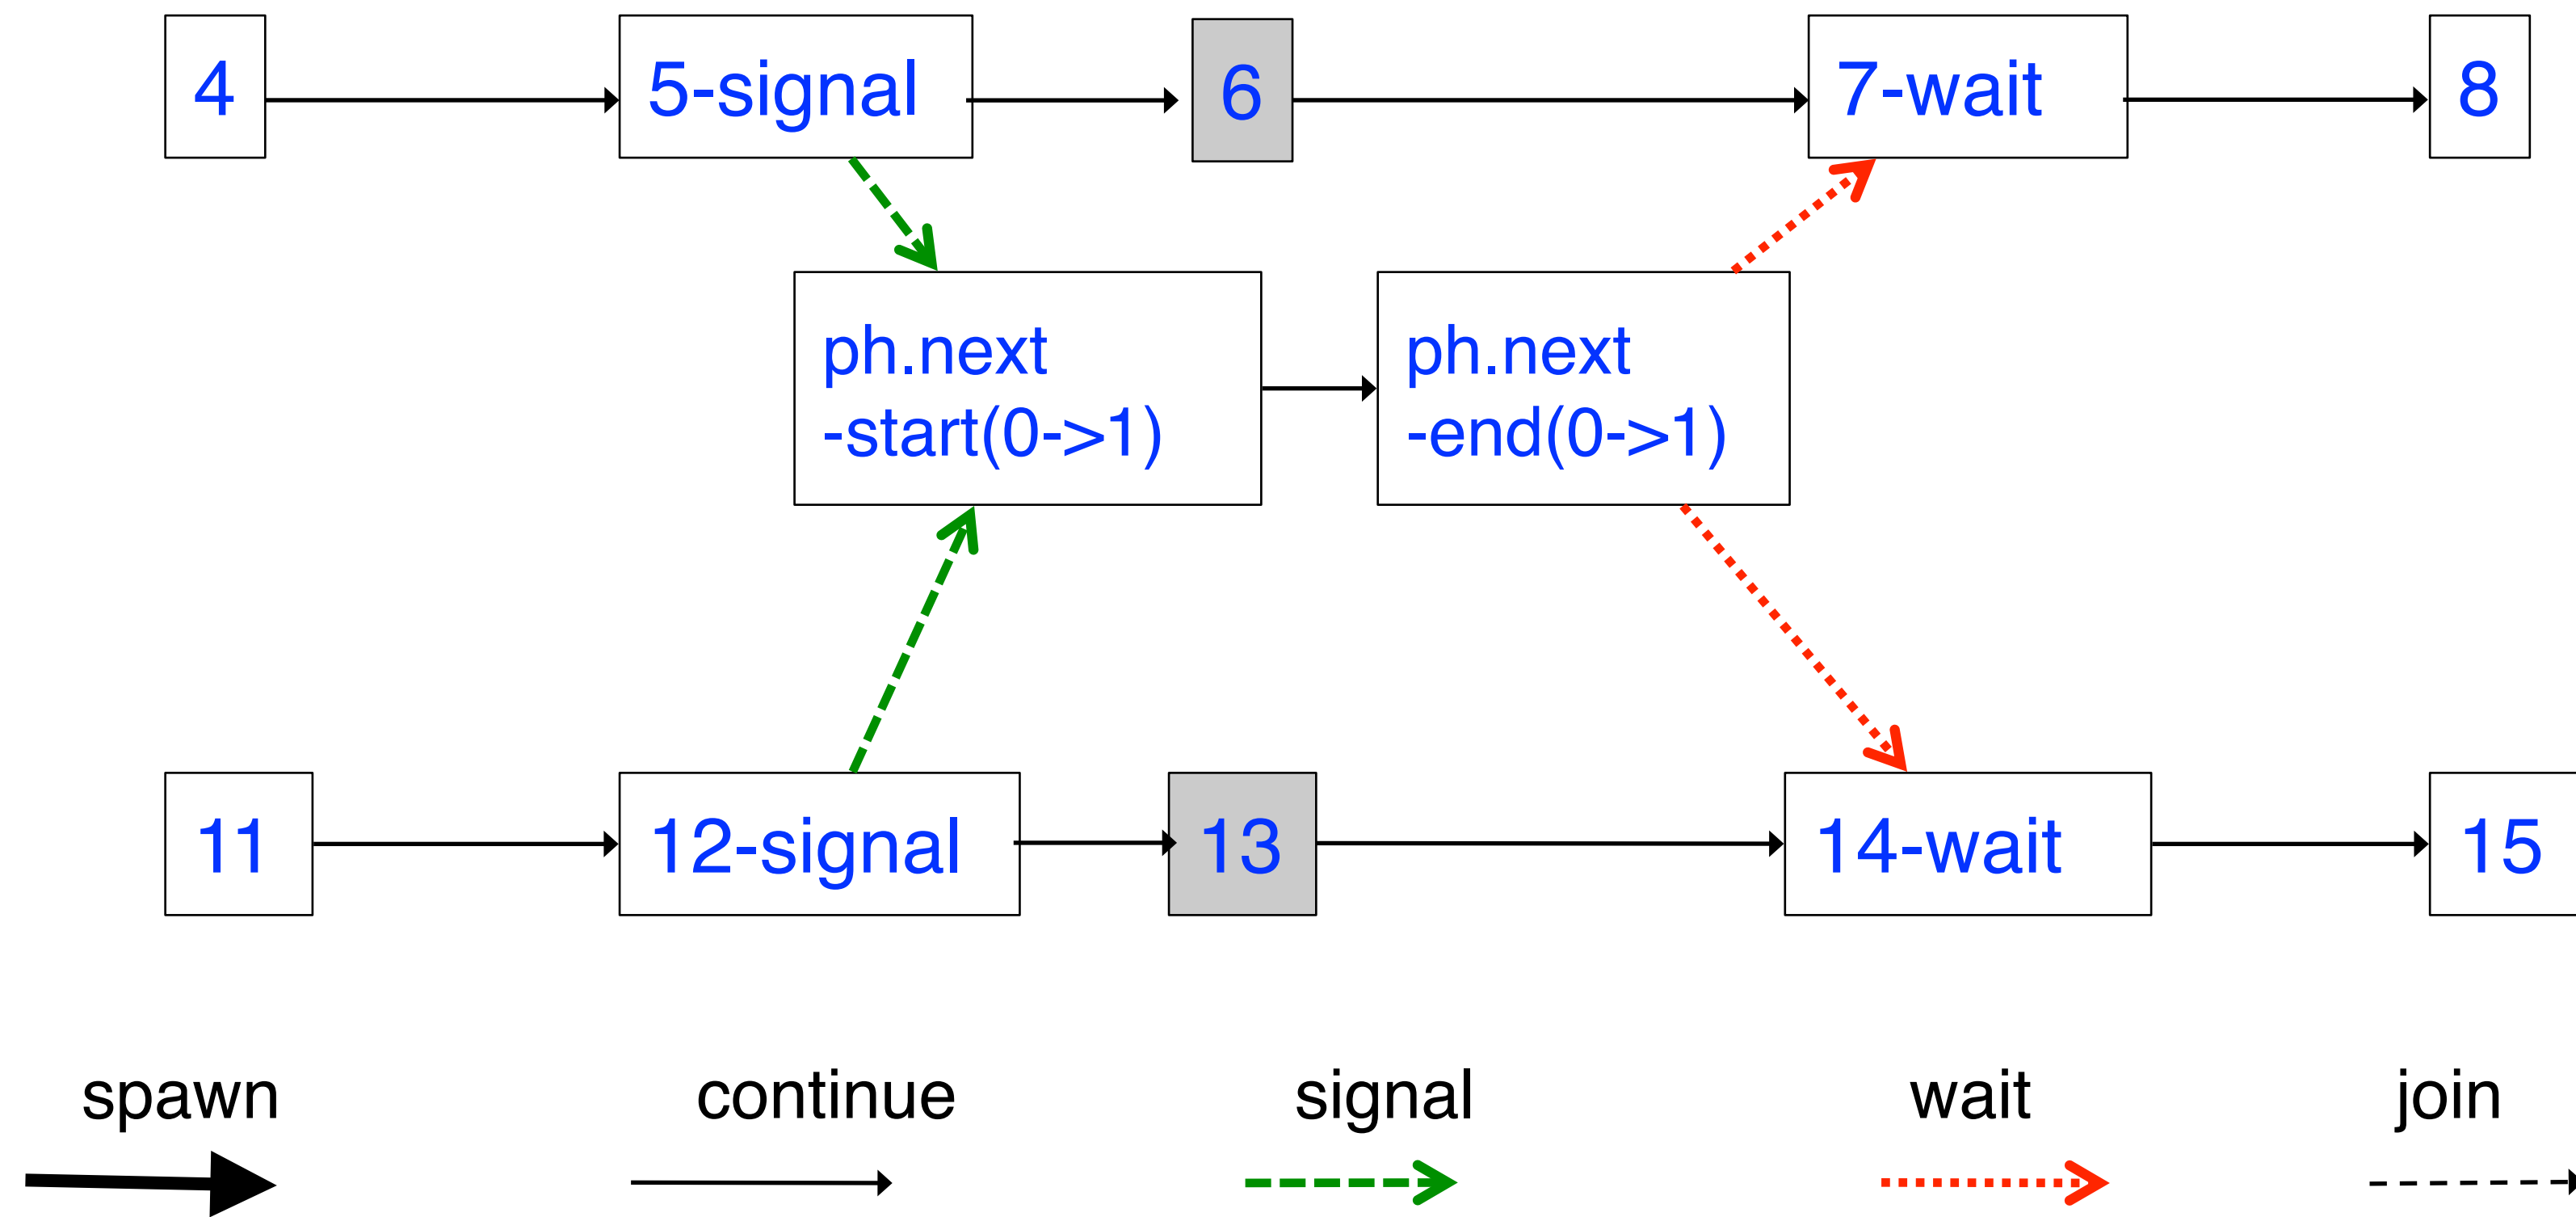 4
5-signal
6
7-wait
8
ph.next
-start(0->1)
ph.next
-end(0->1)
11
12-signal
13
14-wait
15
spawn
continue
signal
wait
join